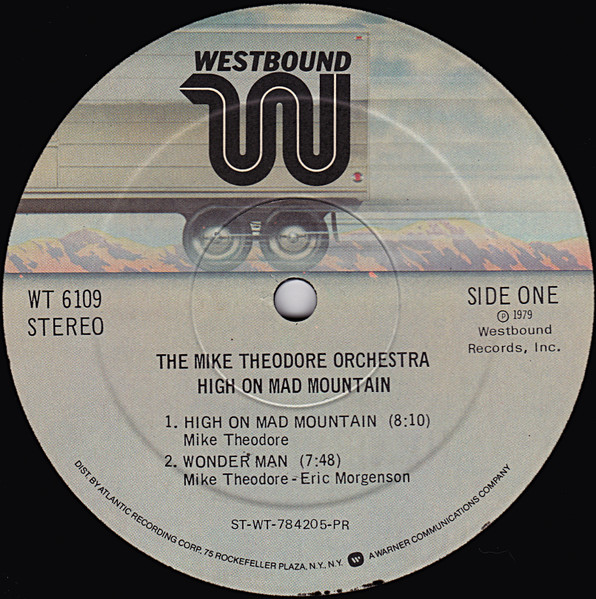 WESTBOUND
W
WT 6109
STEREO
SIDE ONE
℗ 1979
Westbound
Records, Inc.
THE MIKE THEODORE ORCHESTRA
HIGH ON MAD MOUNTAIN
1. HIGH ON MAD MOUNTAIN (8:10)
Mike Theodore
2. WONDER MAN (7:48)
Mike Theodore - Eric Morgenson
ST-WT-784205-PR
DIST. BY ATLANTIC RECORDING CORP., 75 ROCKEFELLER PLAZA, N.Y., N.Y. W A WARNER COMMUNICATIONS COMPANY